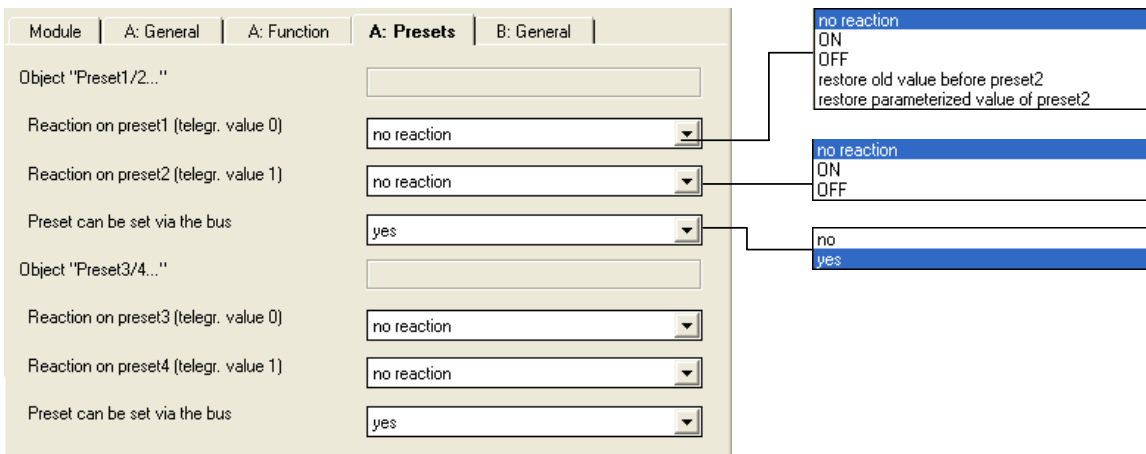 Module A: General A: Function A: Presets B: General
Object "Preset1/2..."
Reaction on preset1 (telegr. value 0) no reaction
Reaction on preset2 (telegr. value 1) no reaction
Preset can be set via the bus yes
Object "Preset3/4..."
Reaction on preset3 (telegr. value 0) no reaction
Reaction on preset4 (telegr. value 1) no reaction
Preset can be set via the bus yes
no reaction
ON
OFF
restore old value before preset2
restore parameterized value of preset2
no reaction
ON
OFF
no
yes